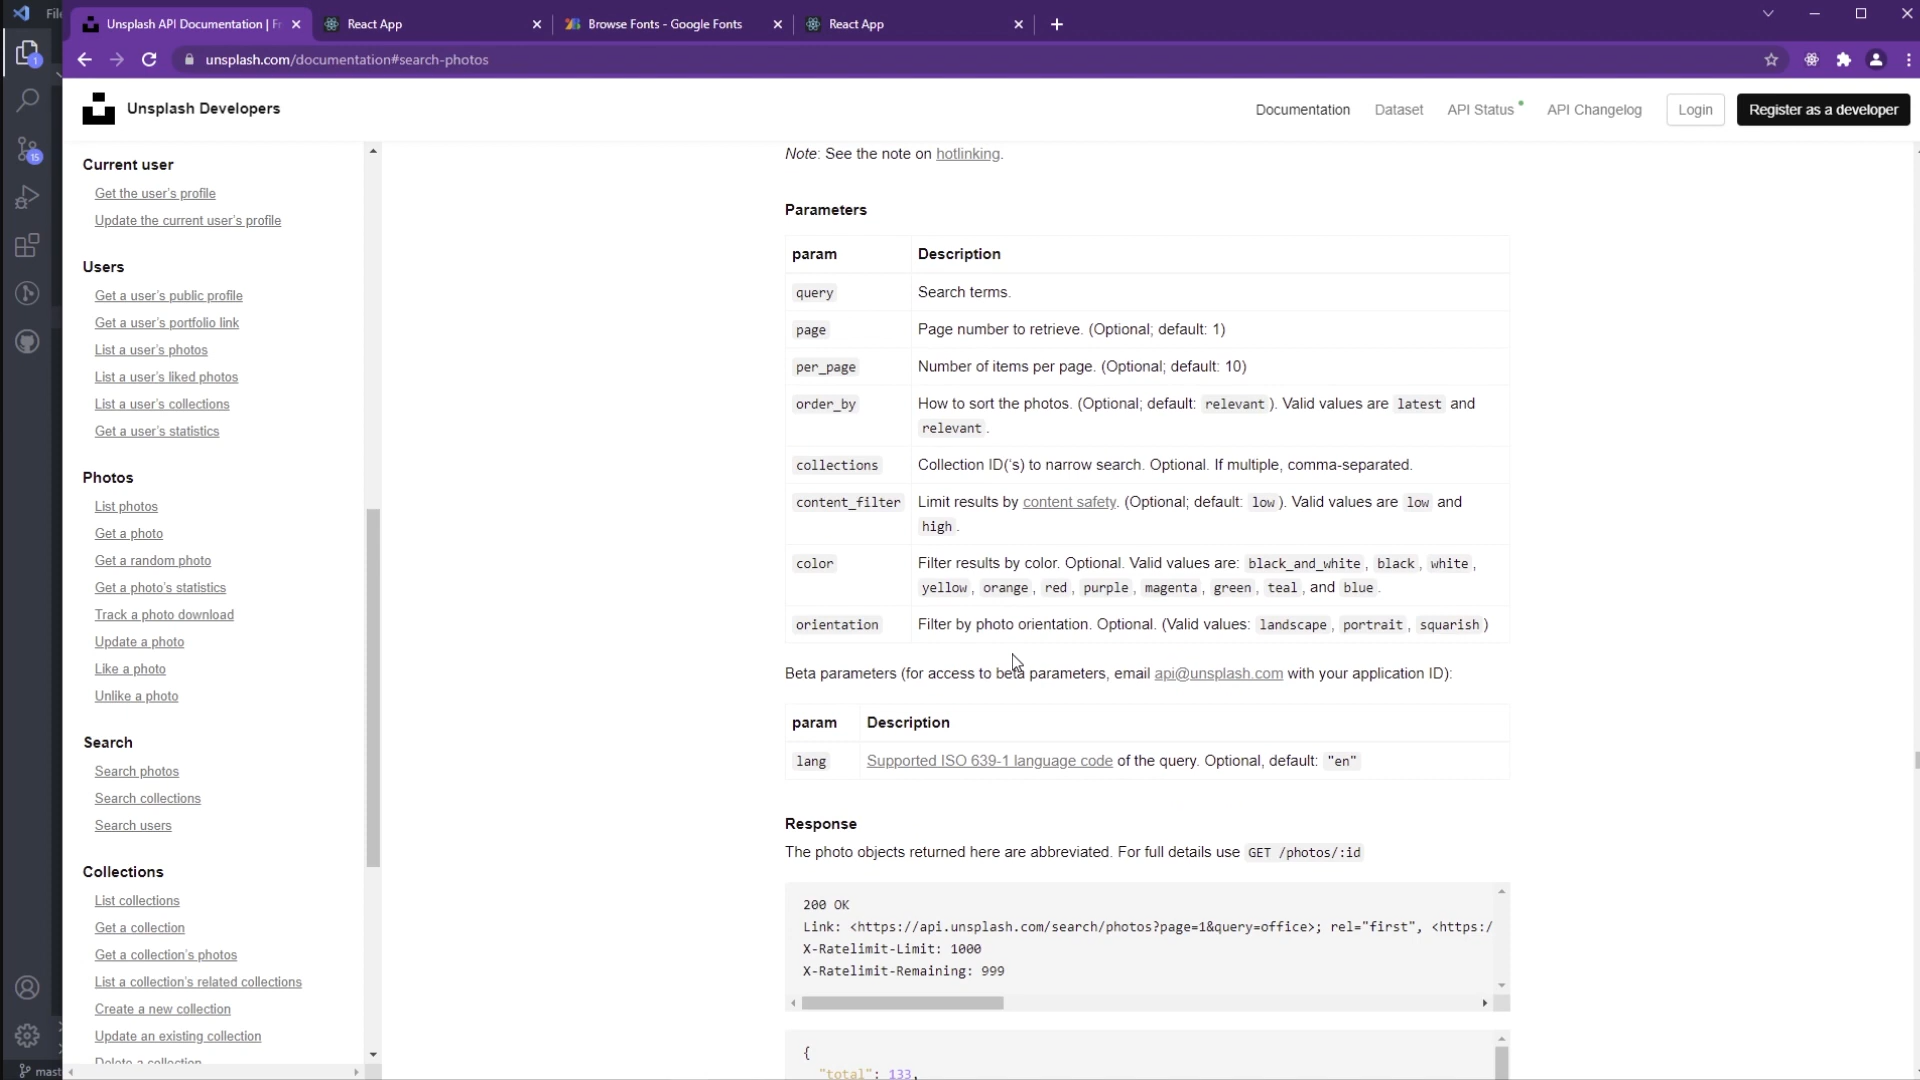 Fil
Unsplash API Documentation | Fr
React App
Browse Fonts - Google Fonts
React App
unsplash.com/documentation#search-photos
Unsplash Developers
Documentation
Dataset
API Status
API Changelog
Login
Register as a developer
1
15
Current user
Get the user's profile
Update the current user's profile
Users
Get a user's public profile
Get a user's portfolio link
List a user's photos
List a user's liked photos
List a user's collections
Get a user's statistics
Photos
List photos
Get a photo
Get a random photo
Get a photo's statistics
Track a photo download
Update a photo
Like a photo
Unlike a photo
Search
Search photos
Search collections
Search users
Collections
List collections
Get a collection
Get a collection's photos
List a collection's related collections
Create a new collection
Update an existing collection
Delete a collection
mast
Note: See the note on hotlinking.
Parameters
param Description
query Search terms.
page Page number to retrieve. (Optional; default: 1)
per_page Number of items per page. (Optional; default: 10)
order_by How to sort the photos. (Optional; default: relevant ). Valid values are latest and
relevant .
collections Collection ID('s) to narrow search. Optional. If multiple, comma-separated.
content_filter Limit results by content safety. (Optional; default: low ). Valid values are low and
high .
color Filter results by color. Optional. Valid values are: black_and_white , black , white ,
yellow , orange , red , purple , magenta , green , teal , and blue .
orientation Filter by photo orientation. Optional. (Valid values: landscape , portrait , squarish )
Beta parameters (for access to beta parameters, email api@unsplash.com with your application ID):
param Description
lang Supported ISO 639-1 language code of the query. Optional, default: "en"
Response
The photo objects returned here are abbreviated. For full details use GET /photos/:id
200 OK
Link: <https://api.unsplash.com/search/photos?page=1&query=office>; rel="first", <https:/
X-Ratelimit-Limit: 1000
X-Ratelimit-Remaining: 999
{
"total": 133,